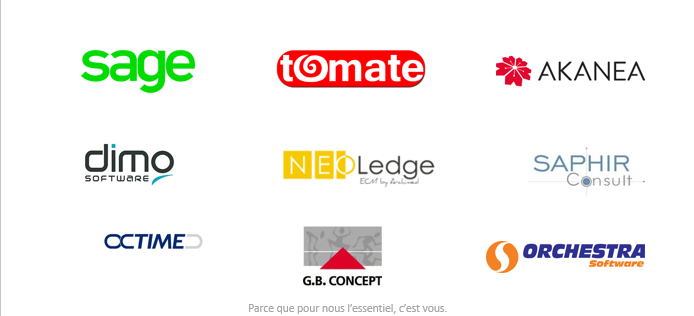 sage
tomate
AKANEA
dimo
SOFTWARE
NEOLedge
ECM by Archimed
SAPHIR
Consult
OCTIME
G.B. CONCEPT
ORCHESTRA
Software
Parce que pour nous l'essentiel, c'est vous.